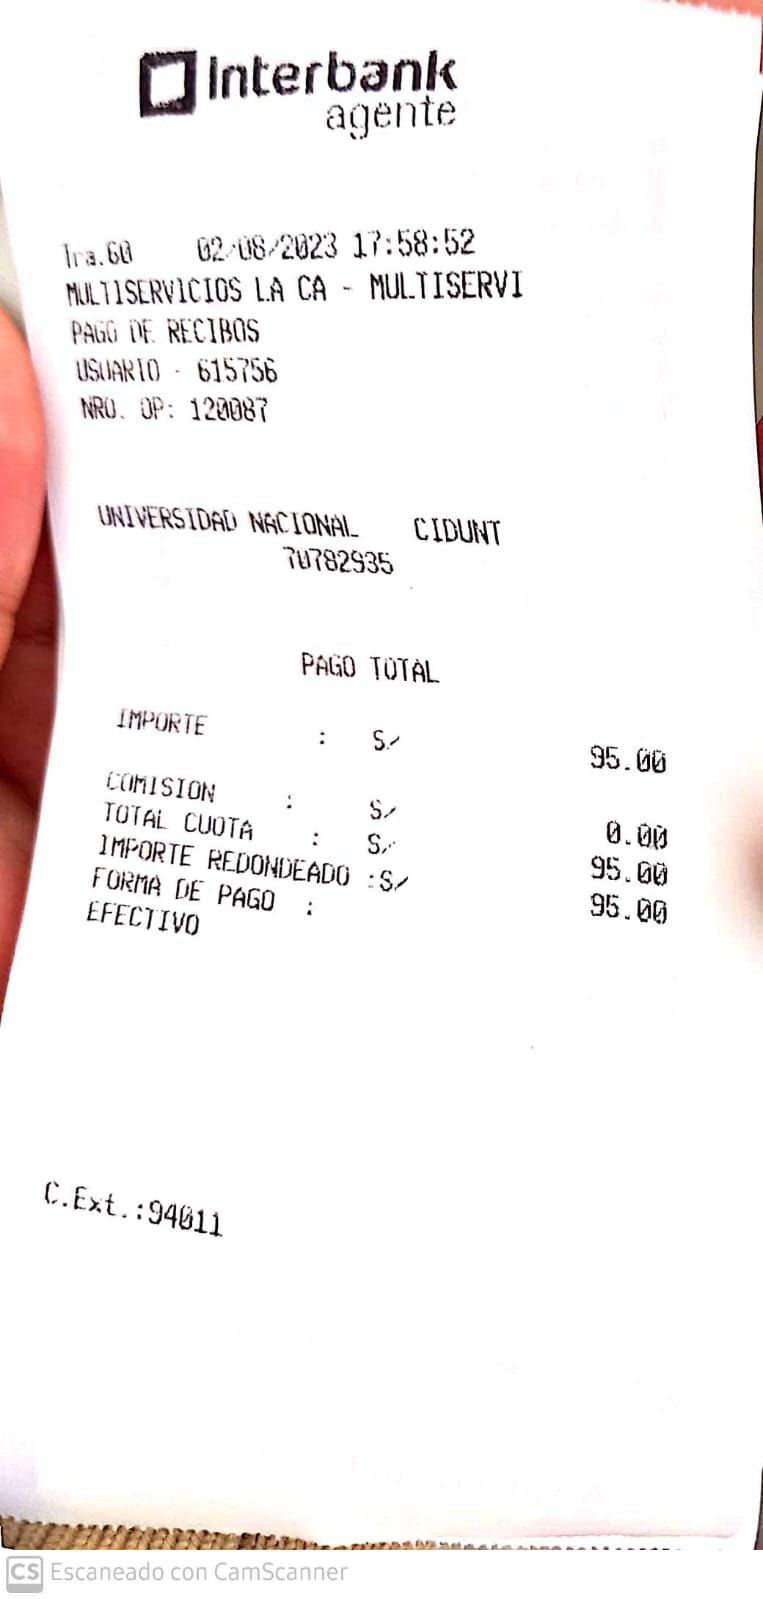 Interbank
agente
Tra.60 02/08/2023 17:58:52
MULTISERVICIOS LA CA - MULTISERVI
PAGO DE RECIBOS
USUARIO - 615756
NRO. OP: 120087
UNIVERSIDAD NACIONAL CIDUNT
70782935
PAGO TOTAL
IMPORTE : S/ 95.00
COMISION : S/ 0.00
TOTAL CUOTA : S/ 95.00
IMPORTE REDONDEADO :S/ 95.00
FORMA DE PAGO :
EFECTIVO
C.Ext.:94011
CS Escaneado con CamScanner